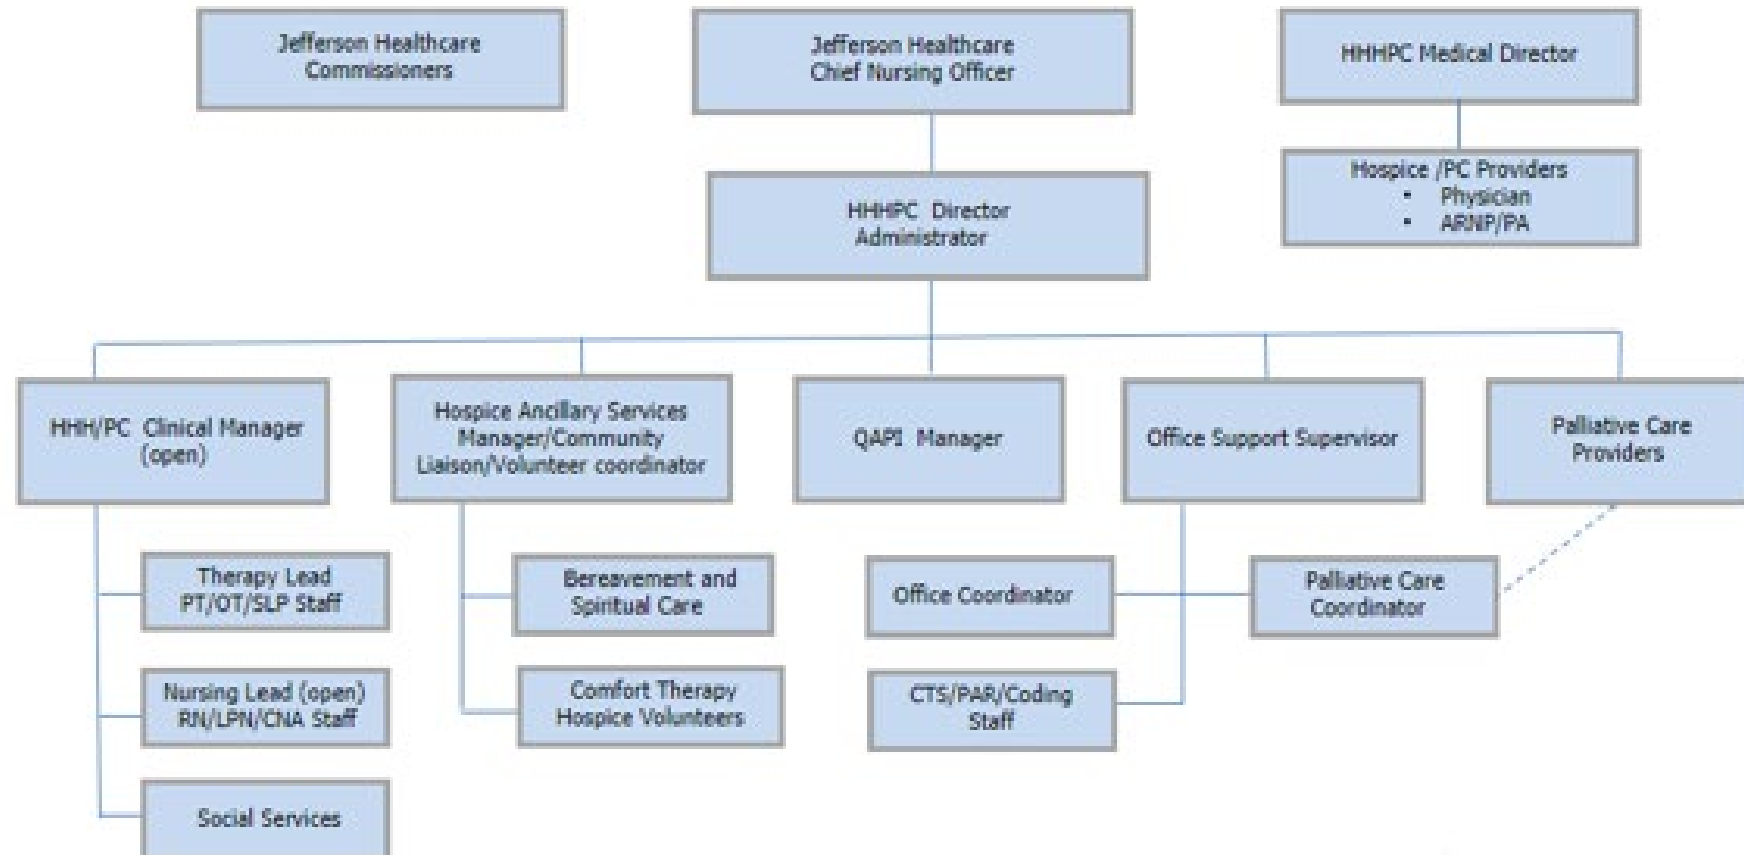 Jefferson Healthcare
Commissioners
Jefferson Healthcare
Chief Nursing Officer
HHHPC Medical Director
Hospice /PC Providers
• Physician
• ARNP/PA
HHHPC Director
Administrator
HHH/PC Clinical Manager
(open)
Hospice Ancillary Services
Manager/Community
Liaison/Volunteer coordinator
QAPI Manager
Office Support Supervisor
Palliative Care
Providers
Therapy Lead
PT/OT/SLP Staff
Bereavement and
Spiritual Care
Office Coordinator
Palliative Care
Coordinator
Nursing Lead (open)
RN/LPN/CNA Staff
Comfort Therapy
Hospice Volunteers
CTS/PAR/Coding
Staff
Social Services